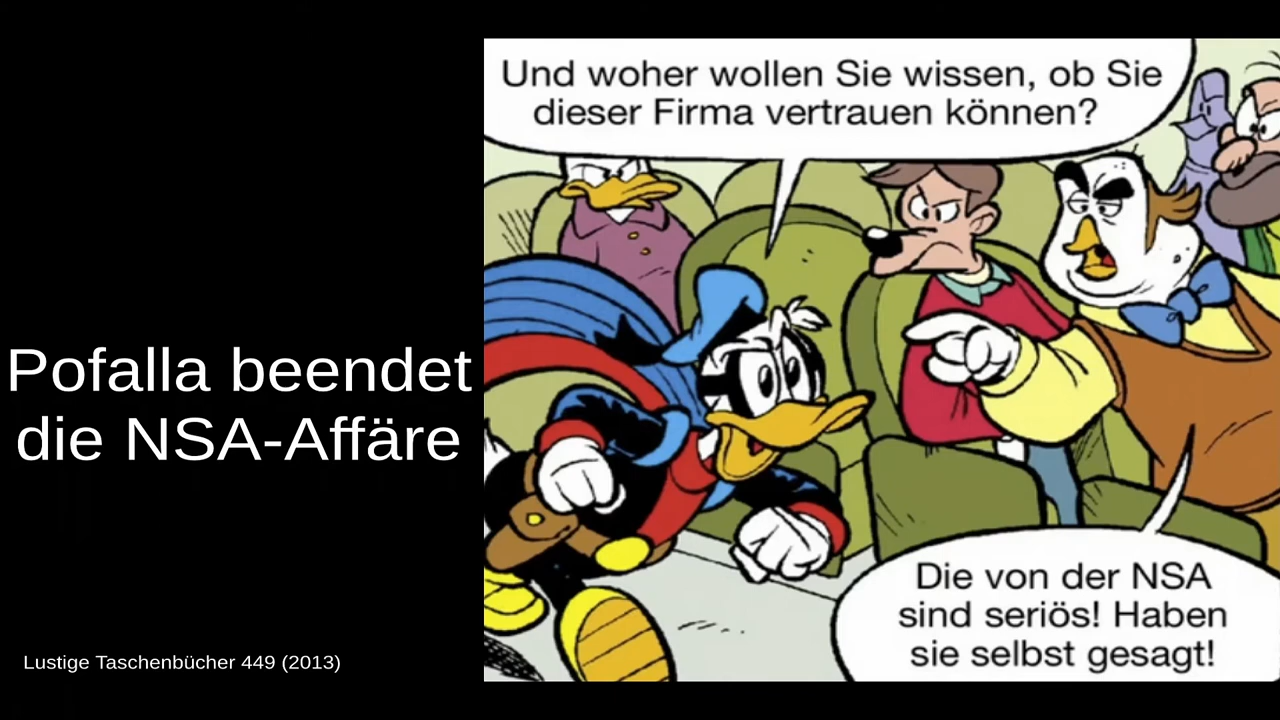 Pofalla beendet
die NSA-Affäre
Lustige Taschenbücher 449 (2013)
Und woher wollen Sie wissen, ob Sie
dieser Firma vertrauen können?
Die von der NSA
sind seriös! Haben
sie selbst gesagt!